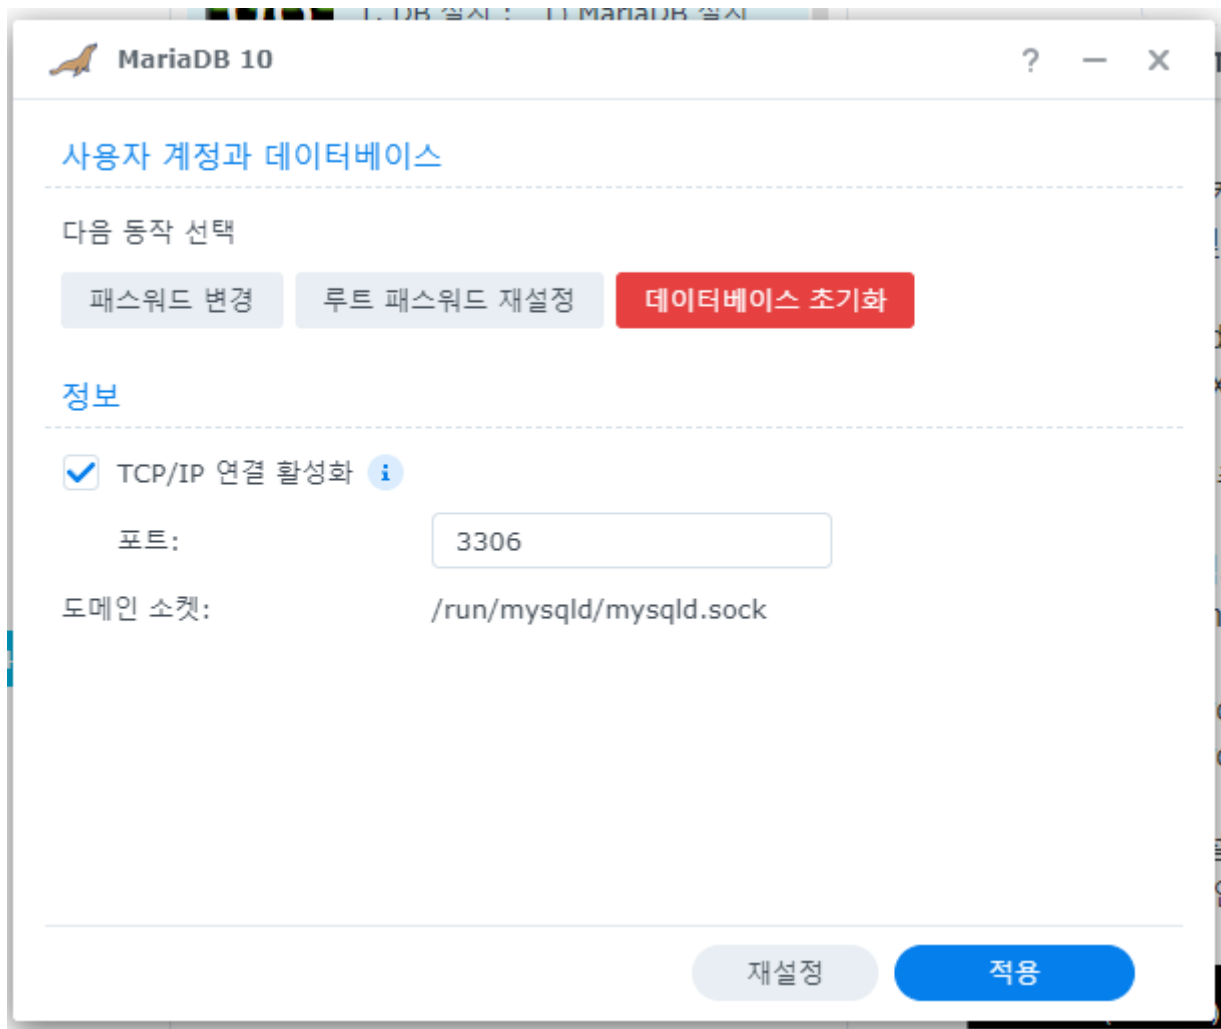 MariaDB 10
사용자 계정과 데이터베이스
다음 동작 선택
패스워드 변경 루트 패스워드 재설정 데이터베이스 초기화
정보
TCP/IP 연결 활성화
포트: 3306
도메인 소켓: /run/mysqld/mysqld.sock
재설정 적용